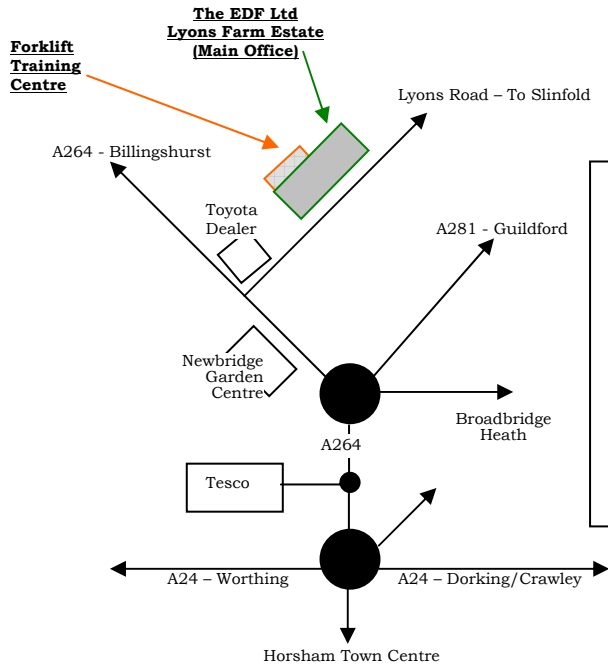 The EDF Ltd
Lyons Farm Estate
(Main Office)
Forklift
Training
Centre
Lyons Road – To Slinfold
A264 - Billingshurst
Toyota
Dealer
A281 - Guildford
Newbridge
Garden
Centre
Broadbridge
Heath
A264
Tesco
A24 – Worthing
A24 – Dorking/Crawley
Horsham Town Centre